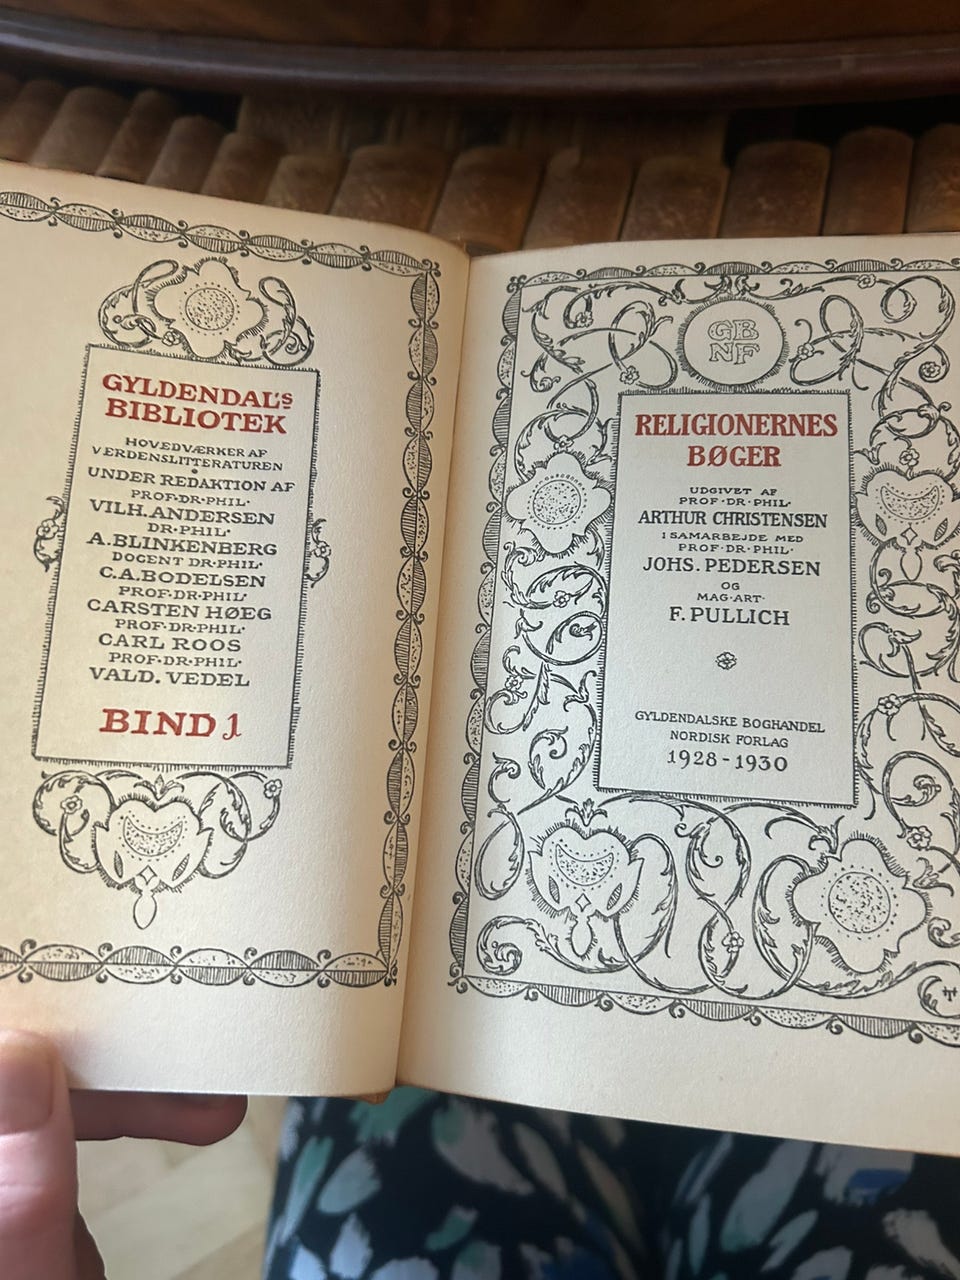 GYLDENDAL's
BIBLIOTEK
HOVEDVÆRKER AF
VERDENSLITTERATUREN
•
UNDER REDAKTION AF
PROF·DR·PHIL·
VILH.ANDERSEN
DR·PHIL·
A.BLINKENBERG
DOCENT DR·PHIL·
C.A.BODELSEN
PROF·DR·PHIL·
CARSTEN HØEG
PROF·DR·PHIL·
CARL ROOS
PROF·DR·PHIL·
VALD. VEDEL
BIND 1
GB
NF
RELIGIONERNES
BØGER
UDGIVET AF
PROF·DR·PHIL·
ARTHUR CHRISTENSEN
I SAMARBEJDE MED
PROF·DR·PHIL·
JOHS. PEDERSEN
OG
MAG·ART·
F. PULLICH
GYLDENDALSKE BOGHANDEL
NORDISK FORLAG
1928-1930